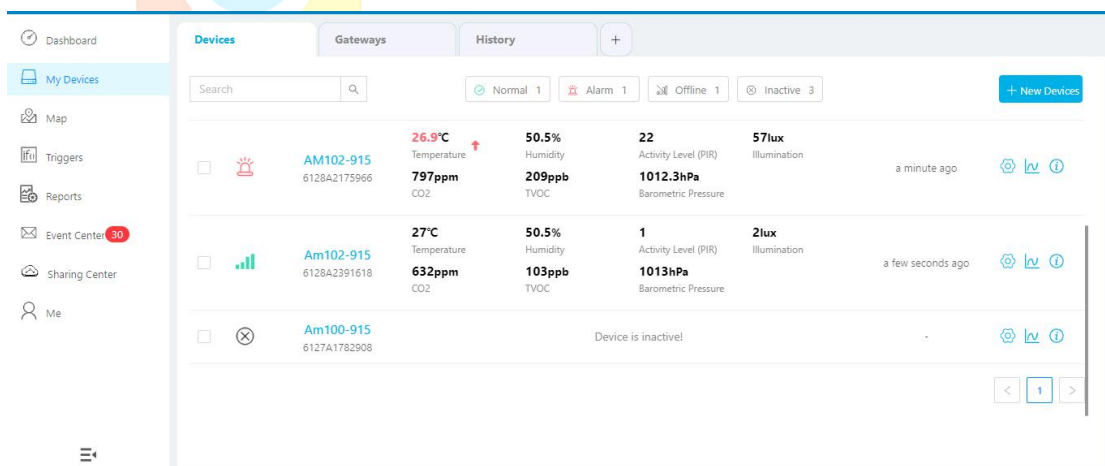 Dashboard
My Devices
Map
Triggers
Reports
Event Center 30
Sharing Center
Me
Devices Gateways History +
Search Normal 1 Alarm 1 Offline 1 Inactive 3 + New Devices
26.9℃ 50.5% 22 57lux
Temperature Humidity Activity Level (PIR) Illumination
AM102-915
6128A2175966
797ppm 209ppb 1012.3hPa
CO2 TVOC Barometric Pressure
a minute ago
27℃ 50.5% 1 2lux
Temperature Humidity Activity Level (PIR) Illumination
Am102-915
6128A2391618
632ppm 103ppb 1013hPa
CO2 TVOC Barometric Pressure
a few seconds ago
Am100-915
6127A1782908
Device is inactive! -
< 1 >